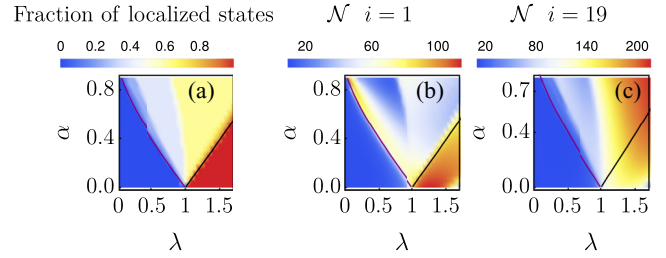 Fraction of localized states
𝒩 i = 1
𝒩 i = 19
0 0.2 0.4 0.6 0.8
20 60 100
20 80 140 200
(a)
(b)
(c)
α
0.8
0.4
0.0
0 0.5 1 1.5
λ
α
0.8
0.4
0.0
0 0.5 1 1.5
λ
α
0.7
0.4
0.0
0 0.5 1 1.5
λ